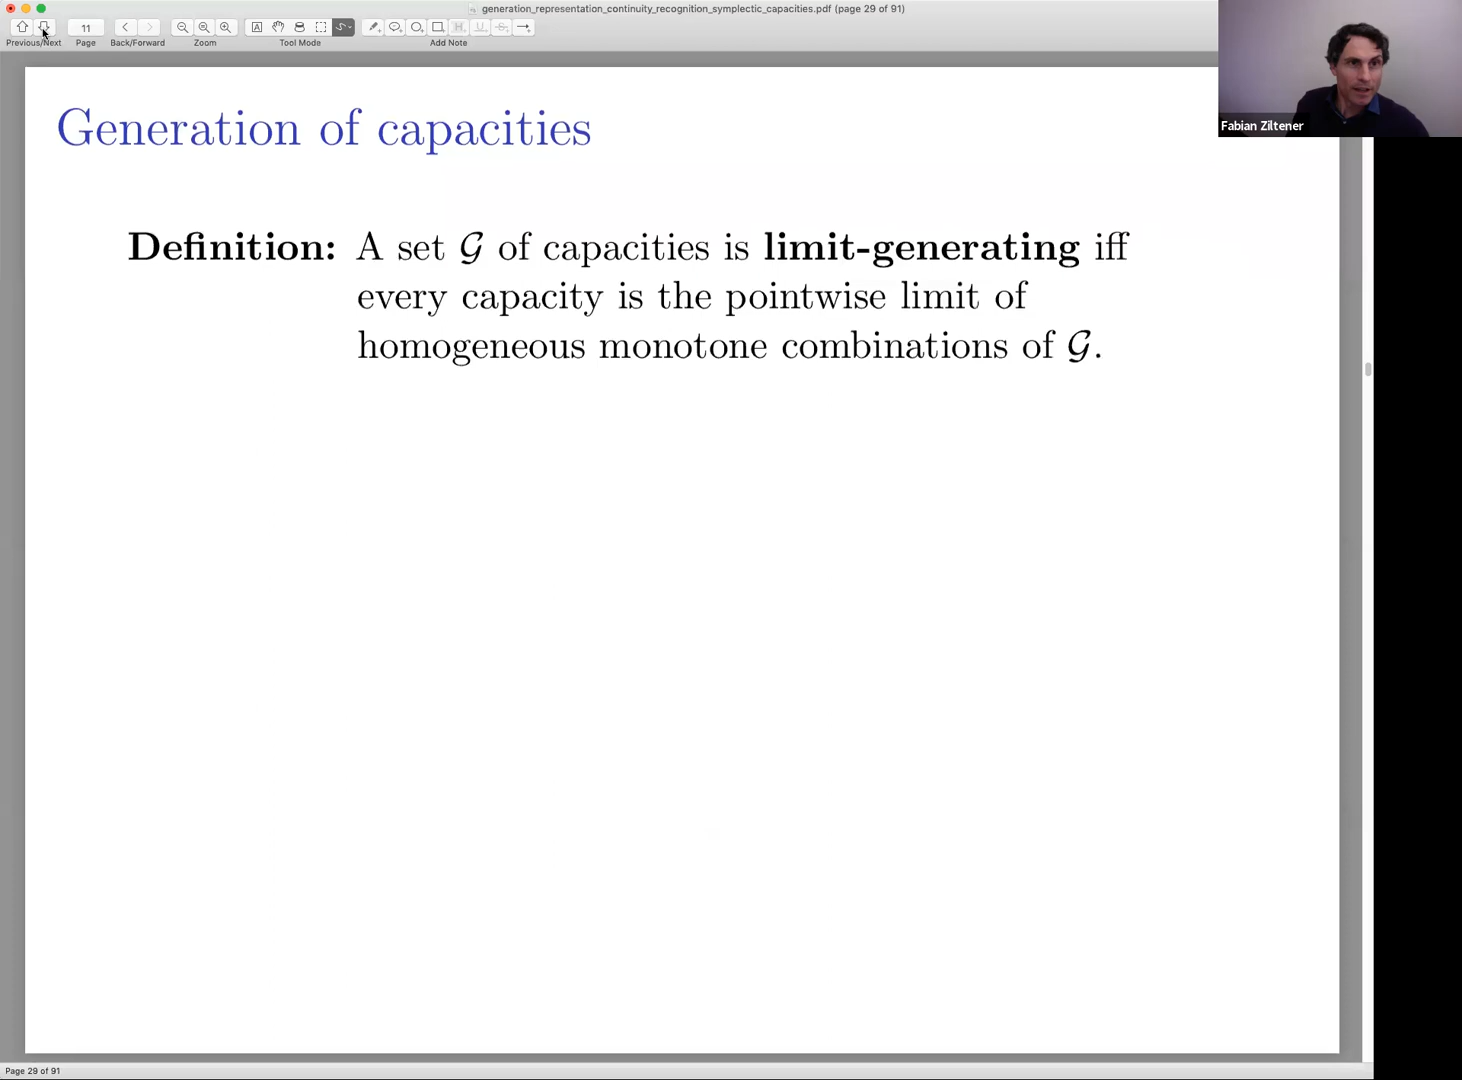 generation_representation_continuity_recognition_symplectic_capacities.pdf (page 29 of 91)
11
A
Previous/Next Page Back/Forward Zoom Tool Mode Add Note
Fabian Ziltener
Generation of capacities
Definition: A set 𝒢 of capacities is limit-generating iff
every capacity is the pointwise limit of
homogeneous monotone combinations of 𝒢.
Page 29 of 91